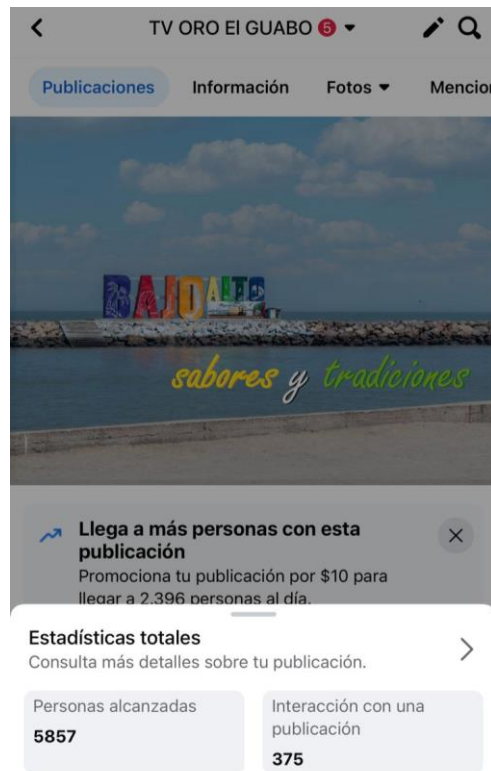 TV ORO El GUABO 5
Publicaciones Información Fotos Mencio
BAJOALTO
sabores y tradiciones
Llega a más personas con esta
publicación
Promociona tu publicación por $10 para
llegar a 2.396 personas al día.
Estadísticas totales
Consulta más detalles sobre tu publicación.
Personas alcanzadas
5857
Interacción con una
publicación
375